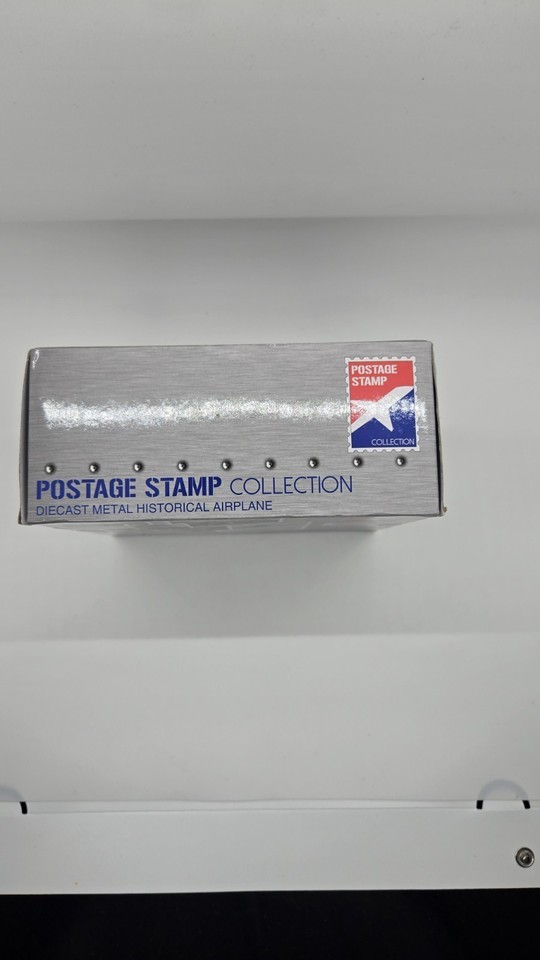 POSTAGE
STAMP
COLLECTION
POSTAGE STAMP COLLECTION
DIECAST METAL HISTORICAL AIRPLANE